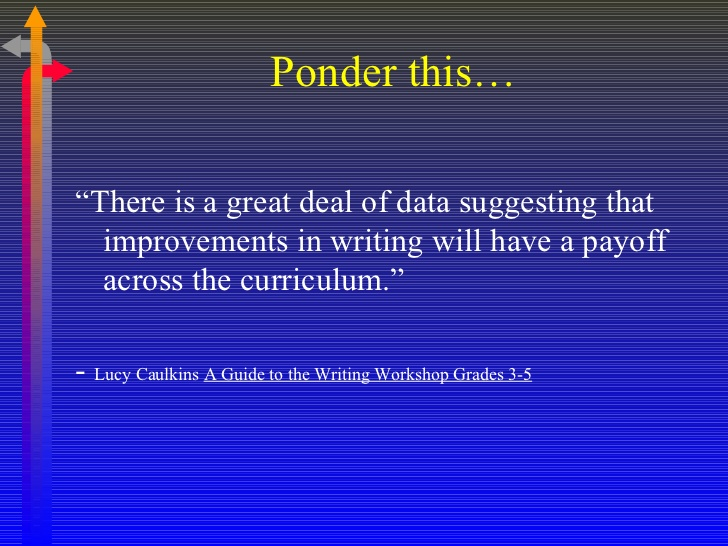 Ponder this…
“There is a great deal of data suggesting that
improvements in writing will have a payoff
across the curriculum.”
- Lucy Caulkins A Guide to the Writing Workshop Grades 3-5